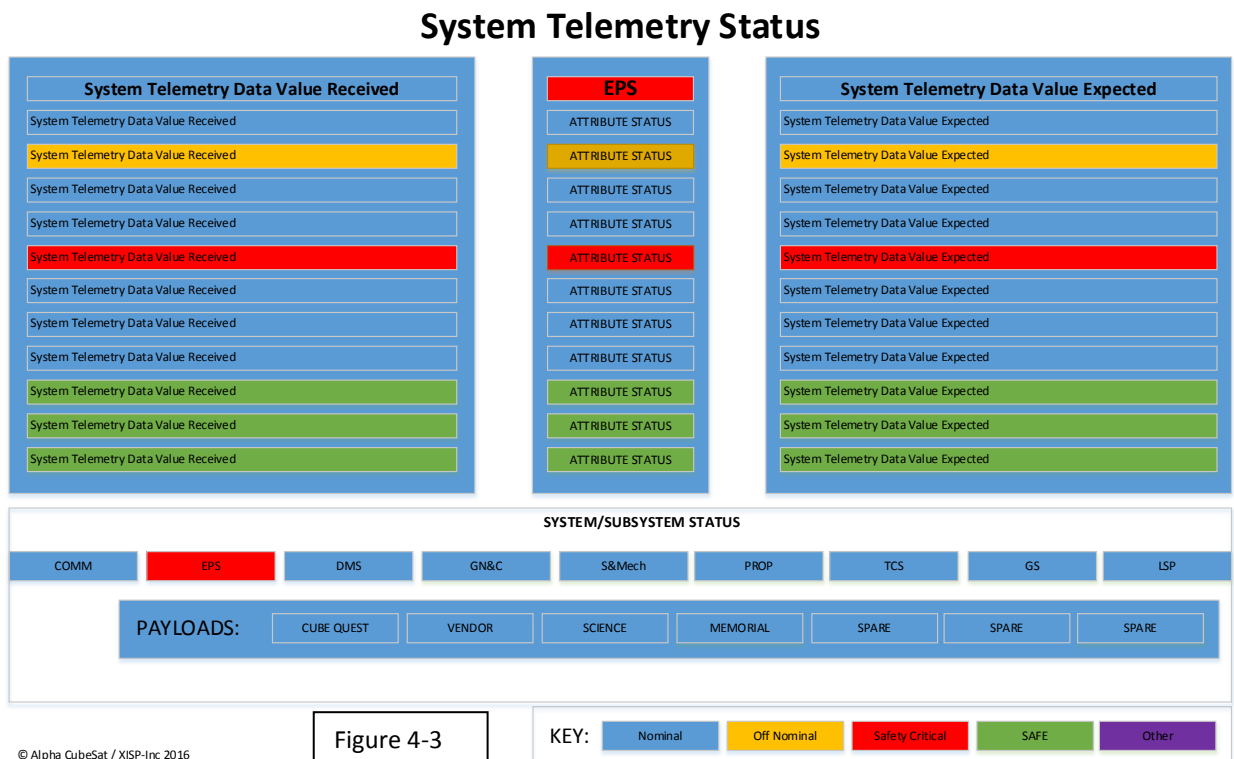 System Telemetry Status
System Telemetry Data Value Received EPS System Telemetry Data Value Expected
System Telemetry Data Value Received ATTRIBUTE STATUS System Telemetry Data Value Expected
System Telemetry Data Value Received ATTRIBUTE STATUS System Telemetry Data Value Expected
System Telemetry Data Value Received ATTRIBUTE STATUS System Telemetry Data Value Expected
System Telemetry Data Value Received ATTRIBUTE STATUS System Telemetry Data Value Expected
System Telemetry Data Value Received ATTRIBUTE STATUS System Telemetry Data Value Expected
System Telemetry Data Value Received ATTRIBUTE STATUS System Telemetry Data Value Expected
System Telemetry Data Value Received ATTRIBUTE STATUS System Telemetry Data Value Expected
System Telemetry Data Value Received ATTRIBUTE STATUS System Telemetry Data Value Expected
System Telemetry Data Value Received ATTRIBUTE STATUS System Telemetry Data Value Expected
System Telemetry Data Value Received ATTRIBUTE STATUS System Telemetry Data Value Expected
System Telemetry Data Value Received ATTRIBUTE STATUS System Telemetry Data Value Expected
SYSTEM/SUBSYSTEM STATUS
COMM EPS DMS GN&C S&Mech PROP TCS GS LSP
PAYLOADS: CUBE QUEST VENDOR SCIENCE MEMORIAL SPARE SPARE SPARE
© Alpha CubeSat / XISP-Inc 2016 Figure 4-3 KEY: Nominal Off Nominal Safety Critical SAFE Other